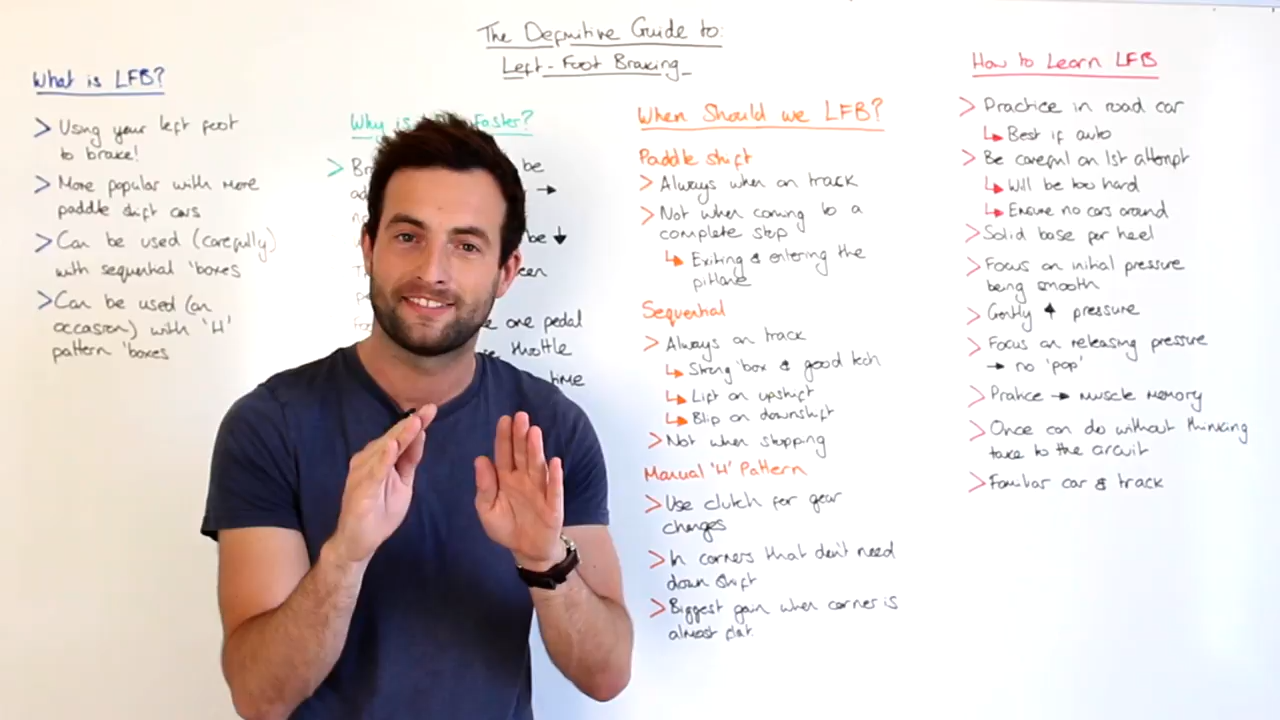 The Definitive Guide to:
Left-Foot Braking
What is LFB?
> Using your left foot
to brake!
> More popular with more
paddle shift cars
> Can be used (carefully)
with sequential 'boxes
> Can be used (on
occasion) with 'H'
pattern 'boxes
Why is Faster?
> be
→
be ↓
one pedal
throttle
time
When Should we LFB?
Paddle shift
> Always when on track
> Not when coming to a
complete stop
↳ Exiting & entering the
pitlane
Sequential
> Always on track
↳ Strong 'box & good tech
↳ Lift on upshift
↳ Blip on downshift
> Not when stopping
Manual 'H' Pattern
> Use clutch for gear
changes
> In corners that don't need
down shift
> Biggest gain when corner is
almost flat.
How to Learn LFB
> Practice in road car
↳ Best if auto
> Be careful on 1st attempt
↳ Will be too hard
↳ Ensure no cars around
> Solid base for heel
> Focus on initial pressure
being smooth
> Gently ↑ pressure
> Focus on releasing pressure
→ no 'pop'
> Pratice → muscle memory
> Once can do without thinking
take to the circuit
> Familiar car & track